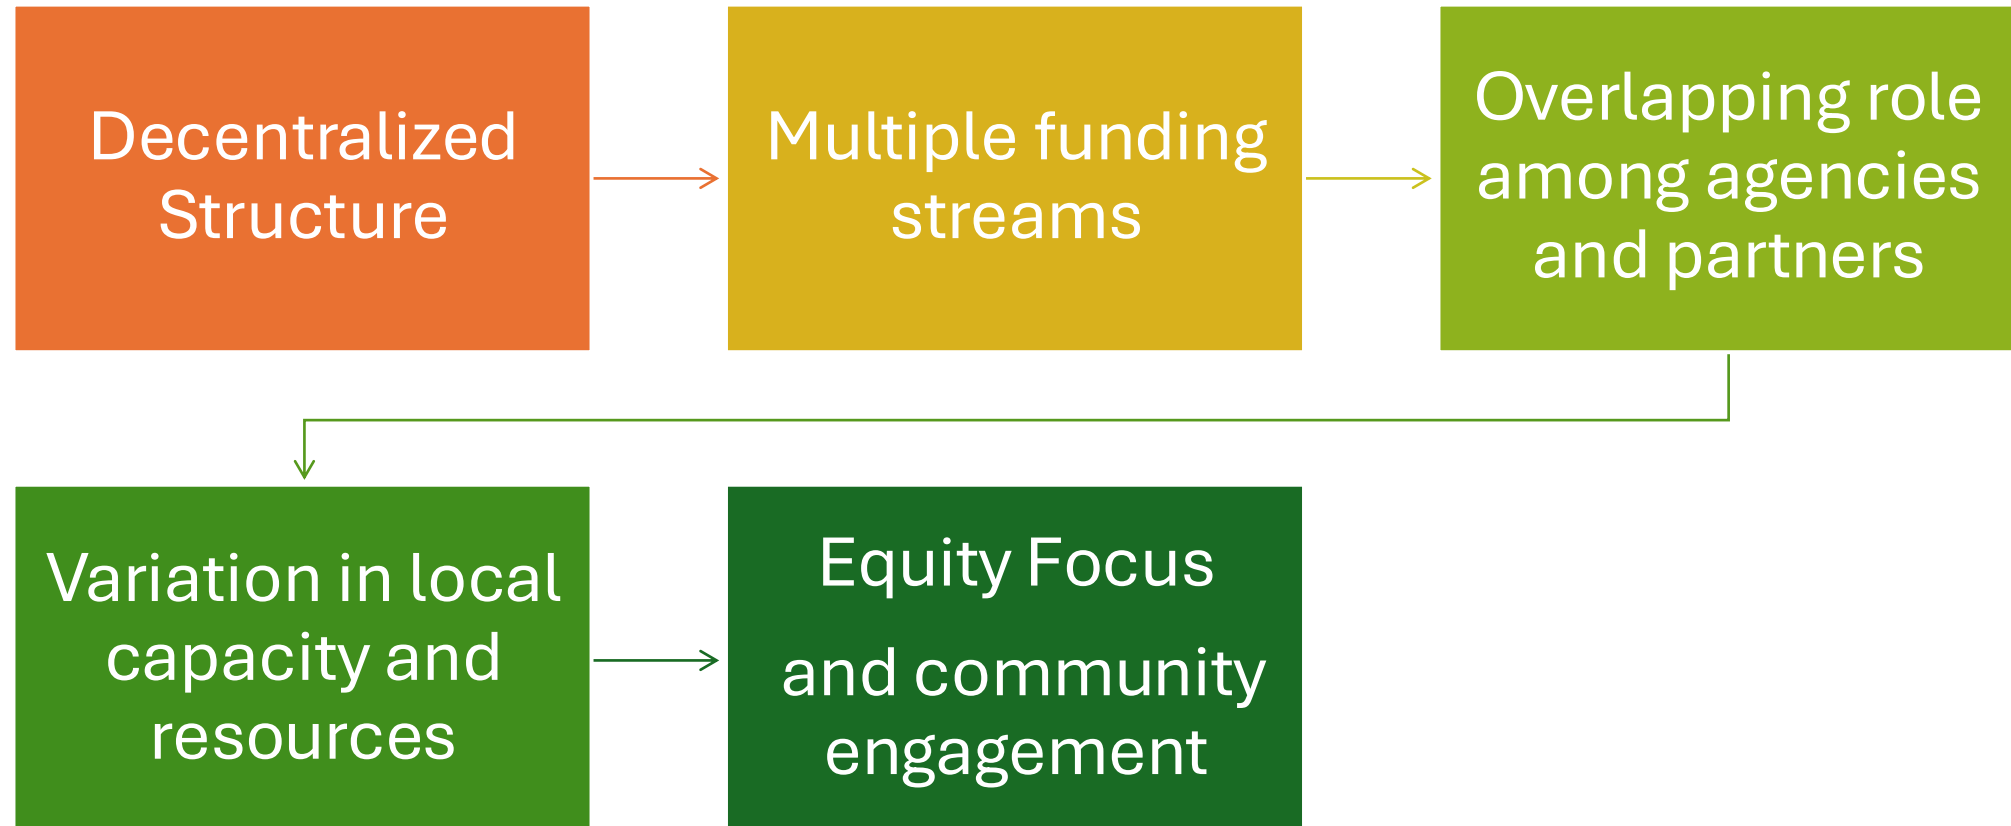 Decentralized
Structure
Multiple funding
streams
Overlapping role
among agencies
and partners
Variation in local
capacity and
resources
Equity Focus
and community
engagement